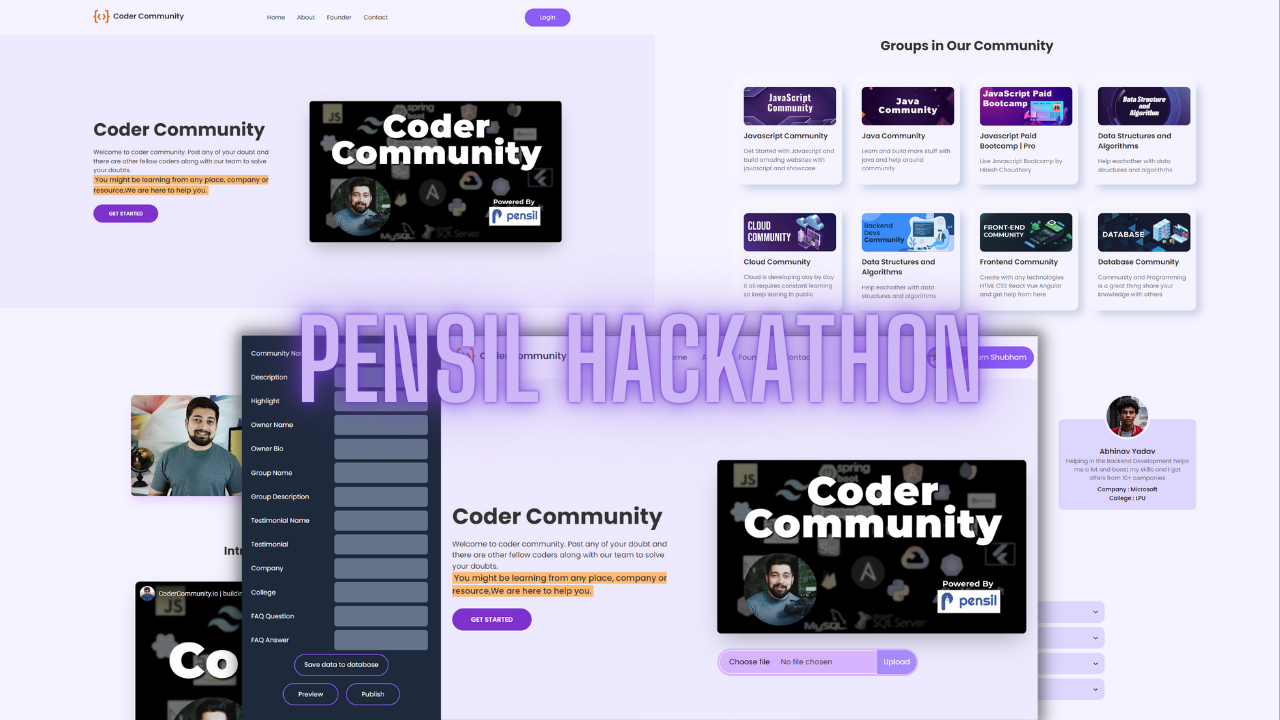 Coder Community
Home
About
Founder
Contact
Login
Coder Community
Welcome to coder community. Post any of your doubt and
there are other fellow coders along with our team to solve
your doubts.
You might be learning from any place, company or
resource,We are here to help you.
GET STARTED
JS
spring
boot
Coder
Community
Powered By
pensil
MySQL
SQL Server
Groups in Our Community
JavaScript
Community
Javascript Community
Get Started with Javascript and
build amazing websites with
javascript and showcase
Java
Community
Java Community
Learn and build more stuff with
java and help around
community
JavaScript Paid
Bootcamp
Javascript Paid
Bootcamp | Pro
Live Javascript Bootcamp by
Hitesh Choudhary
Data Structure
and
Algorithm
Data Structures and
Algorithms
Help eachother with data
structures and algorithms
CLOUD
COMMUNITY
Cloud Community
Cloud is developing day by day
it all requires constant learning
so keep learing in public
Backend
Devs
Community
Data Structures and
Algorithms
Help eachother with data
structures and algorithms
FRONT-END
COMMUNITY
Frontend Community
Create with any technologies
HTML CSS React Vue Angular
and get help from here
DATABASE
Database Community
Community and Programming
is a great thing share your
knowledge with others
PENSIL HACKATHON
Community
Description
Highlight
Owner Name
Owner Bio
Group Name
Group Description
Testimonial Name
Testimonial
Company
College
FAQ Question
FAQ Answer
Save data to database
Preview
Publish
Coder Community
Shubham
Coder Community
Welcome to coder community. Post any of your doubt and
there are other fellow coders along with our team to solve
your doubts.
You might be learning from any place, company or
resource,We are here to help you.
GET STARTED
JS
spring
boot
Coder
Community
Powered By
pensil
MySQL
SQL Server
Choose file
No file chosen
Upload
Abhinav Yadav
Helping in the Backend Development helps
me a lot and boost my skills and I got
offers from 10+ companies
Company : Microsoft
College : LPU
CoderCommunity.io |
JS
Co